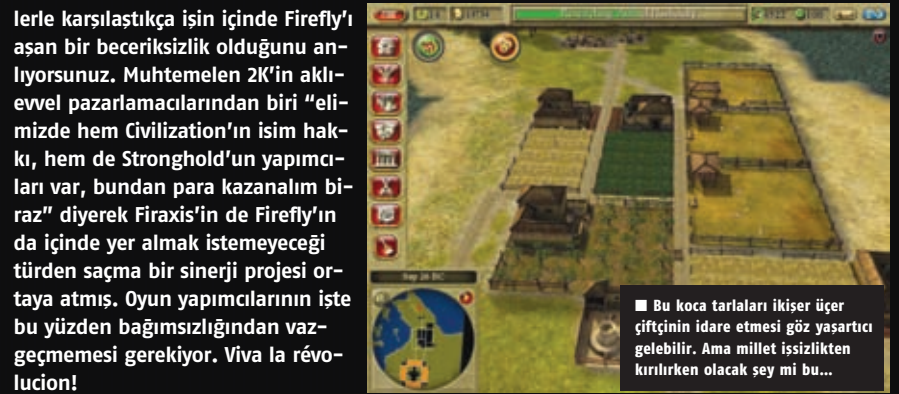 lerle karşılaştıkça işin içinde Firefly’ı
aşan bir beceriksizlik olduğunu an-
lıyorsunuz. Muhtemelen 2K’in aklı-
evvel pazarlamacılarından biri “eli-
mizde hem Civilization’ın isim hak-
kı, hem de Stronghold’un yapımcı-
ları var, bundan para kazanalım bi-
raz” diyerek Firaxis’in de Firefly’ın
da içinde yer almak istemeyeceği
türden saçma bir sinerji projesi or-
taya atmış. Oyun yapımcılarının işte
bu yüzden bağımsızlığından vaz-
geçmemesi gerekiyor. Viva la révo-
lucion!
■ Bu koca tarlaları ikişer üçer
çiftçinin idare etmesi göz yaşartıcı
gelebilir. Ama millet işsizlikten
kırılırken olacak şey mi bu...